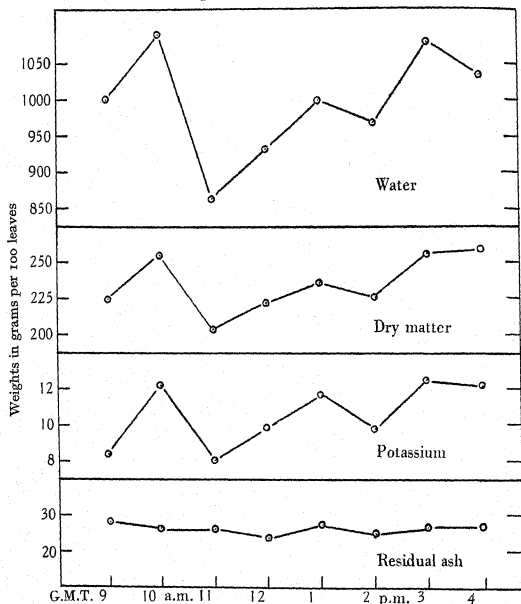 Weights in grams per 100 leaves
1050
1000
950
900
850
Water
250
225
200
Dry matter
12
10
8
Potassium
30
20
Residual ash
G.M.T. 9 10 a.m. 11 12 1 2 p.m. 3 4